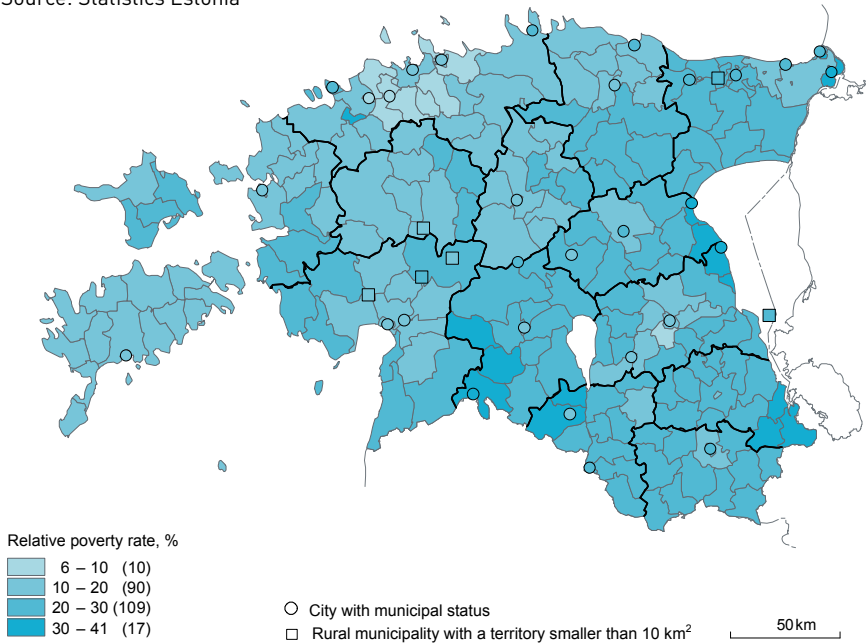 Source: Statistics Estonia
Relative poverty rate, %
6 – 10 (10)
10 – 20 (90)
20 – 30 (109)
30 – 41 (17)
City with municipal status
Rural municipality with a territory smaller than 10 km²
50 km